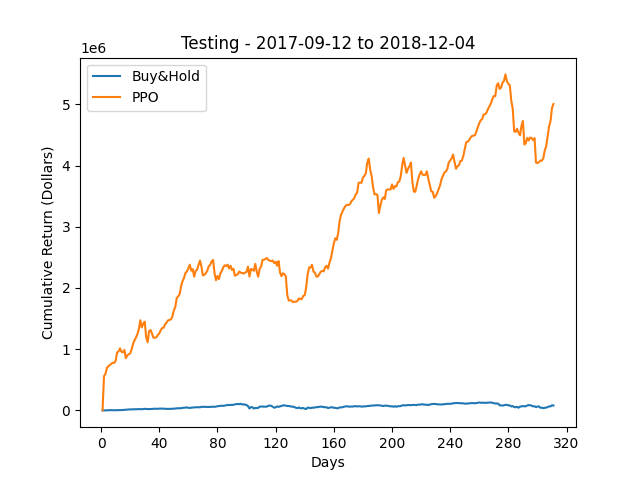 Testing - 2017-09-12 to 2018-12-04
1e6
Buy&Hold
PPO
5
4
3
2
1
0
Cumulative Return (Dollars)
0 40 80 120 160 200 240 280 320
Days